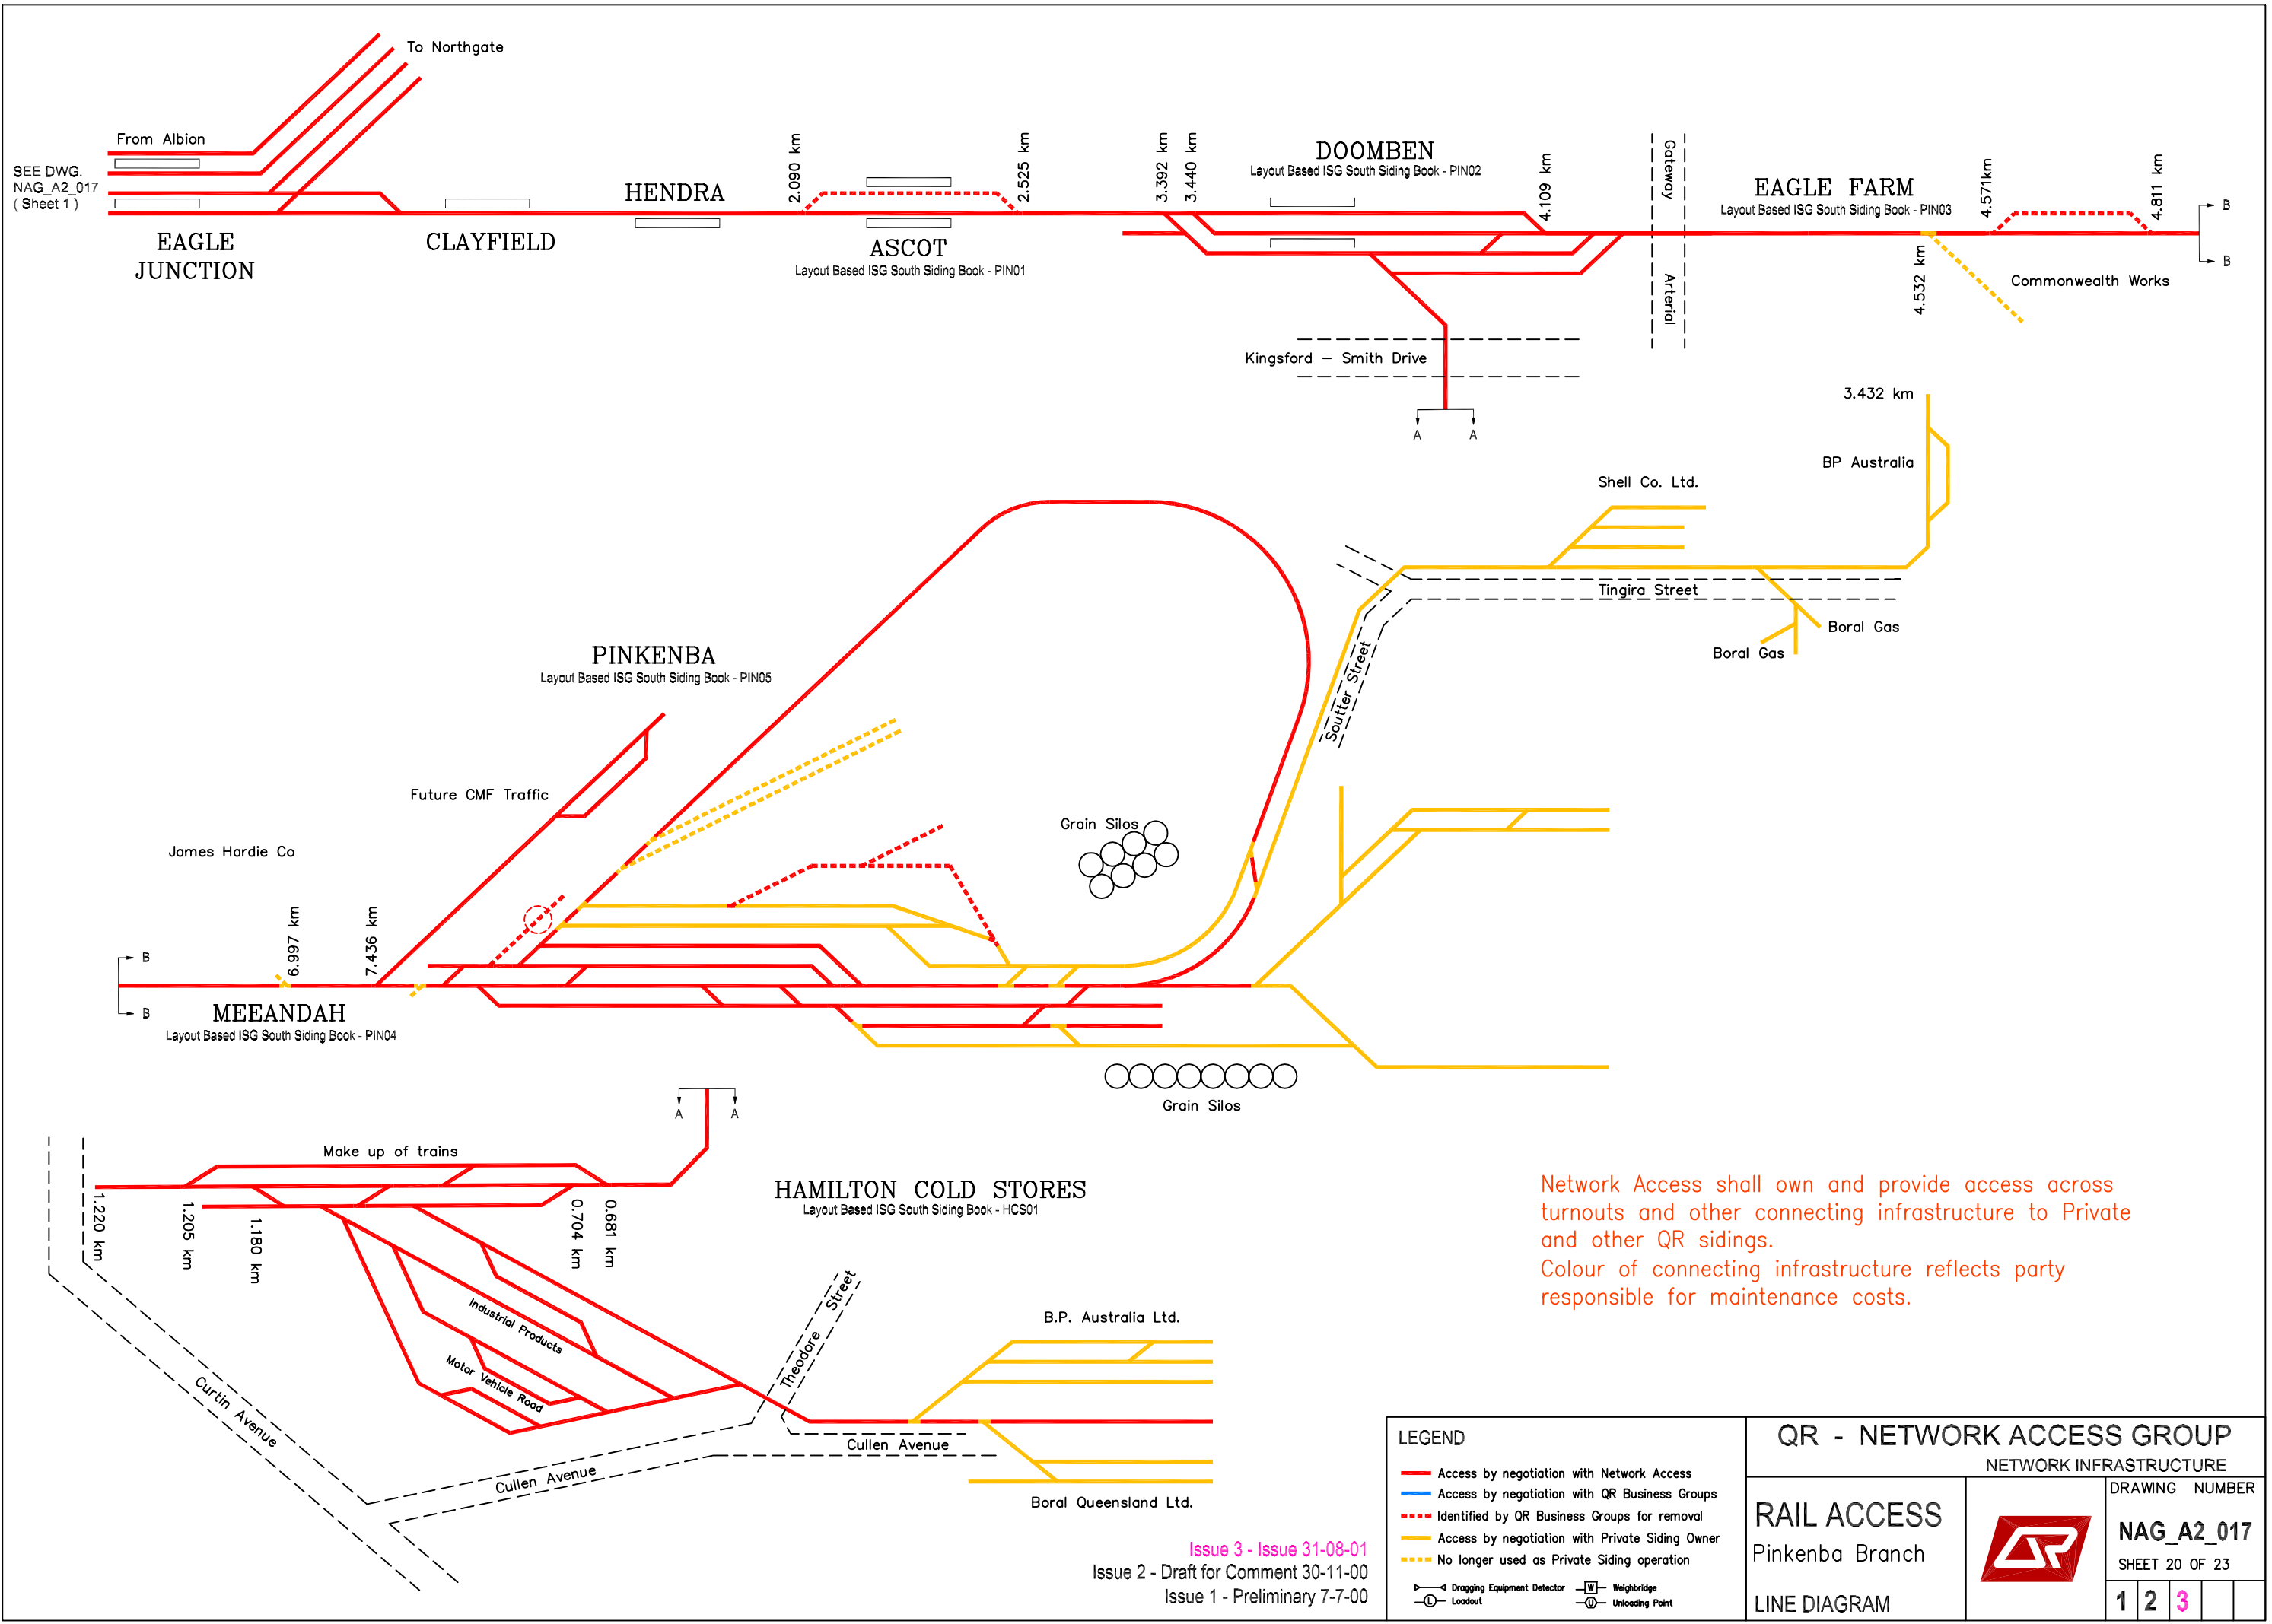 To Northgate
From Albion
SEE DWG.
NAG_A2_017
( Sheet 1 )
EAGLE
JUNCTION
CLAYFIELD
HENDRA
2.090 km
ASCOT
Layout Based ISG South Siding Book - PIN01
2.525 km
3.392 km
3.440 km
DOOMBEN
Layout Based ISG South Siding Book - PIN02
4.109 km
Gateway
Arterial
EAGLE FARM
Layout Based ISG South Siding Book - PIN03
4.532 km
4.571km
4.811 km
B
B
Commonwealth Works
Kingsford - Smith Drive
A
A
3.432 km
BP Australia
Shell Co. Ltd.
Tingira Street
Boral Gas
Boral Gas
Soutter Street
PINKENBA
Layout Based ISG South Siding Book - PIN05
Future CMF Traffic
James Hardie Co
Grain Silos
6.997 km
7.436 km
B
B
MEEANDAH
Layout Based ISG South Siding Book - PIN04
Grain Silos
A
A
Make up of trains
HAMILTON COLD STORES
Layout Based ISG South Siding Book - HCS01
1.220 km
1.205 km
1.180 km
0.704 km
0.681 km
Industrial Products
Motor Vehicle Road
Curtin Avenue
Cullen Avenue
Theodore Street
Cullen Avenue
B.P. Australia Ltd.
Boral Queensland Ltd.
Network Access shall own and provide access across
turnouts and other connecting infrastructure to Private
and other QR sidings.
Colour of connecting infrastructure reflects party
responsible for maintenance costs.
Issue 3 - Issue 31-08-01
Issue 2 - Draft for Comment 30-11-00
Issue 1 - Preliminary 7-7-00
LEGEND
Access by negotiation with Network Access
Access by negotiation with QR Business Groups
Identified by QR Business Groups for removal
Access by negotiation with Private Siding Owner
No longer used as Private Siding operation
Dragging Equipment Detector
W Weighbridge
L Loadout
U Unloading Point
QR - NETWORK ACCESS GROUP
NETWORK INFRASTRUCTURE
RAIL ACCESS
Pinkenba Branch
LINE DIAGRAM
QR
DRAWING NUMBER
NAG_A2_017
SHEET 20 OF 23
1 2 3